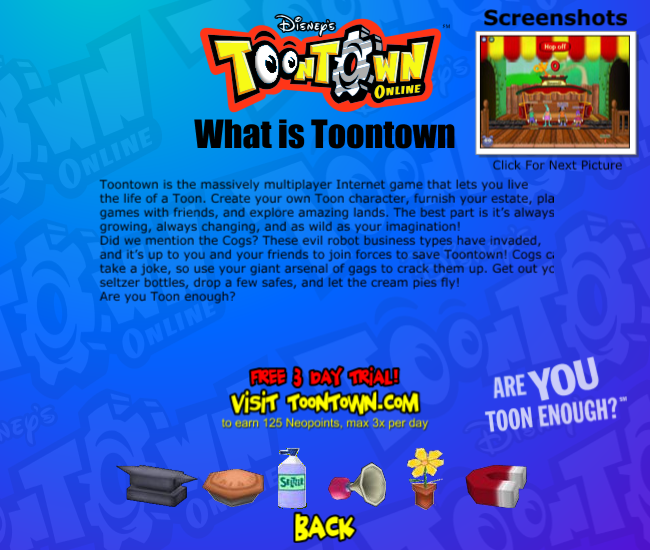 Disney's
TOONTOWN
ONLINE
™
Screenshots
Hop off
Click For Next Picture
What is Toontown
Toontown is the massively multiplayer Internet game that lets you live
the life of a Toon. Create your own Toon character, furnish your estate, pla
games with friends, and explore amazing lands. The best part is it's always
growing, always changing, and as wild as your imagination!
Did we mention the Cogs? These evil robot business types have invaded,
and it's up to you and your friends to join forces to save Toontown! Cogs ca
take a joke, so use your giant arsenal of gags to crack them up. Get out yo
seltzer bottles, drop a few safes, and let the cream pies fly!
Are you Toon enough?
FREE 3 DAY TRIAL!
VISIT TOONTOWN.COM
to earn 125 Neopoints, max 3x per day
ARE YOU
TOON ENOUGH?℠
SELTZER
BACK